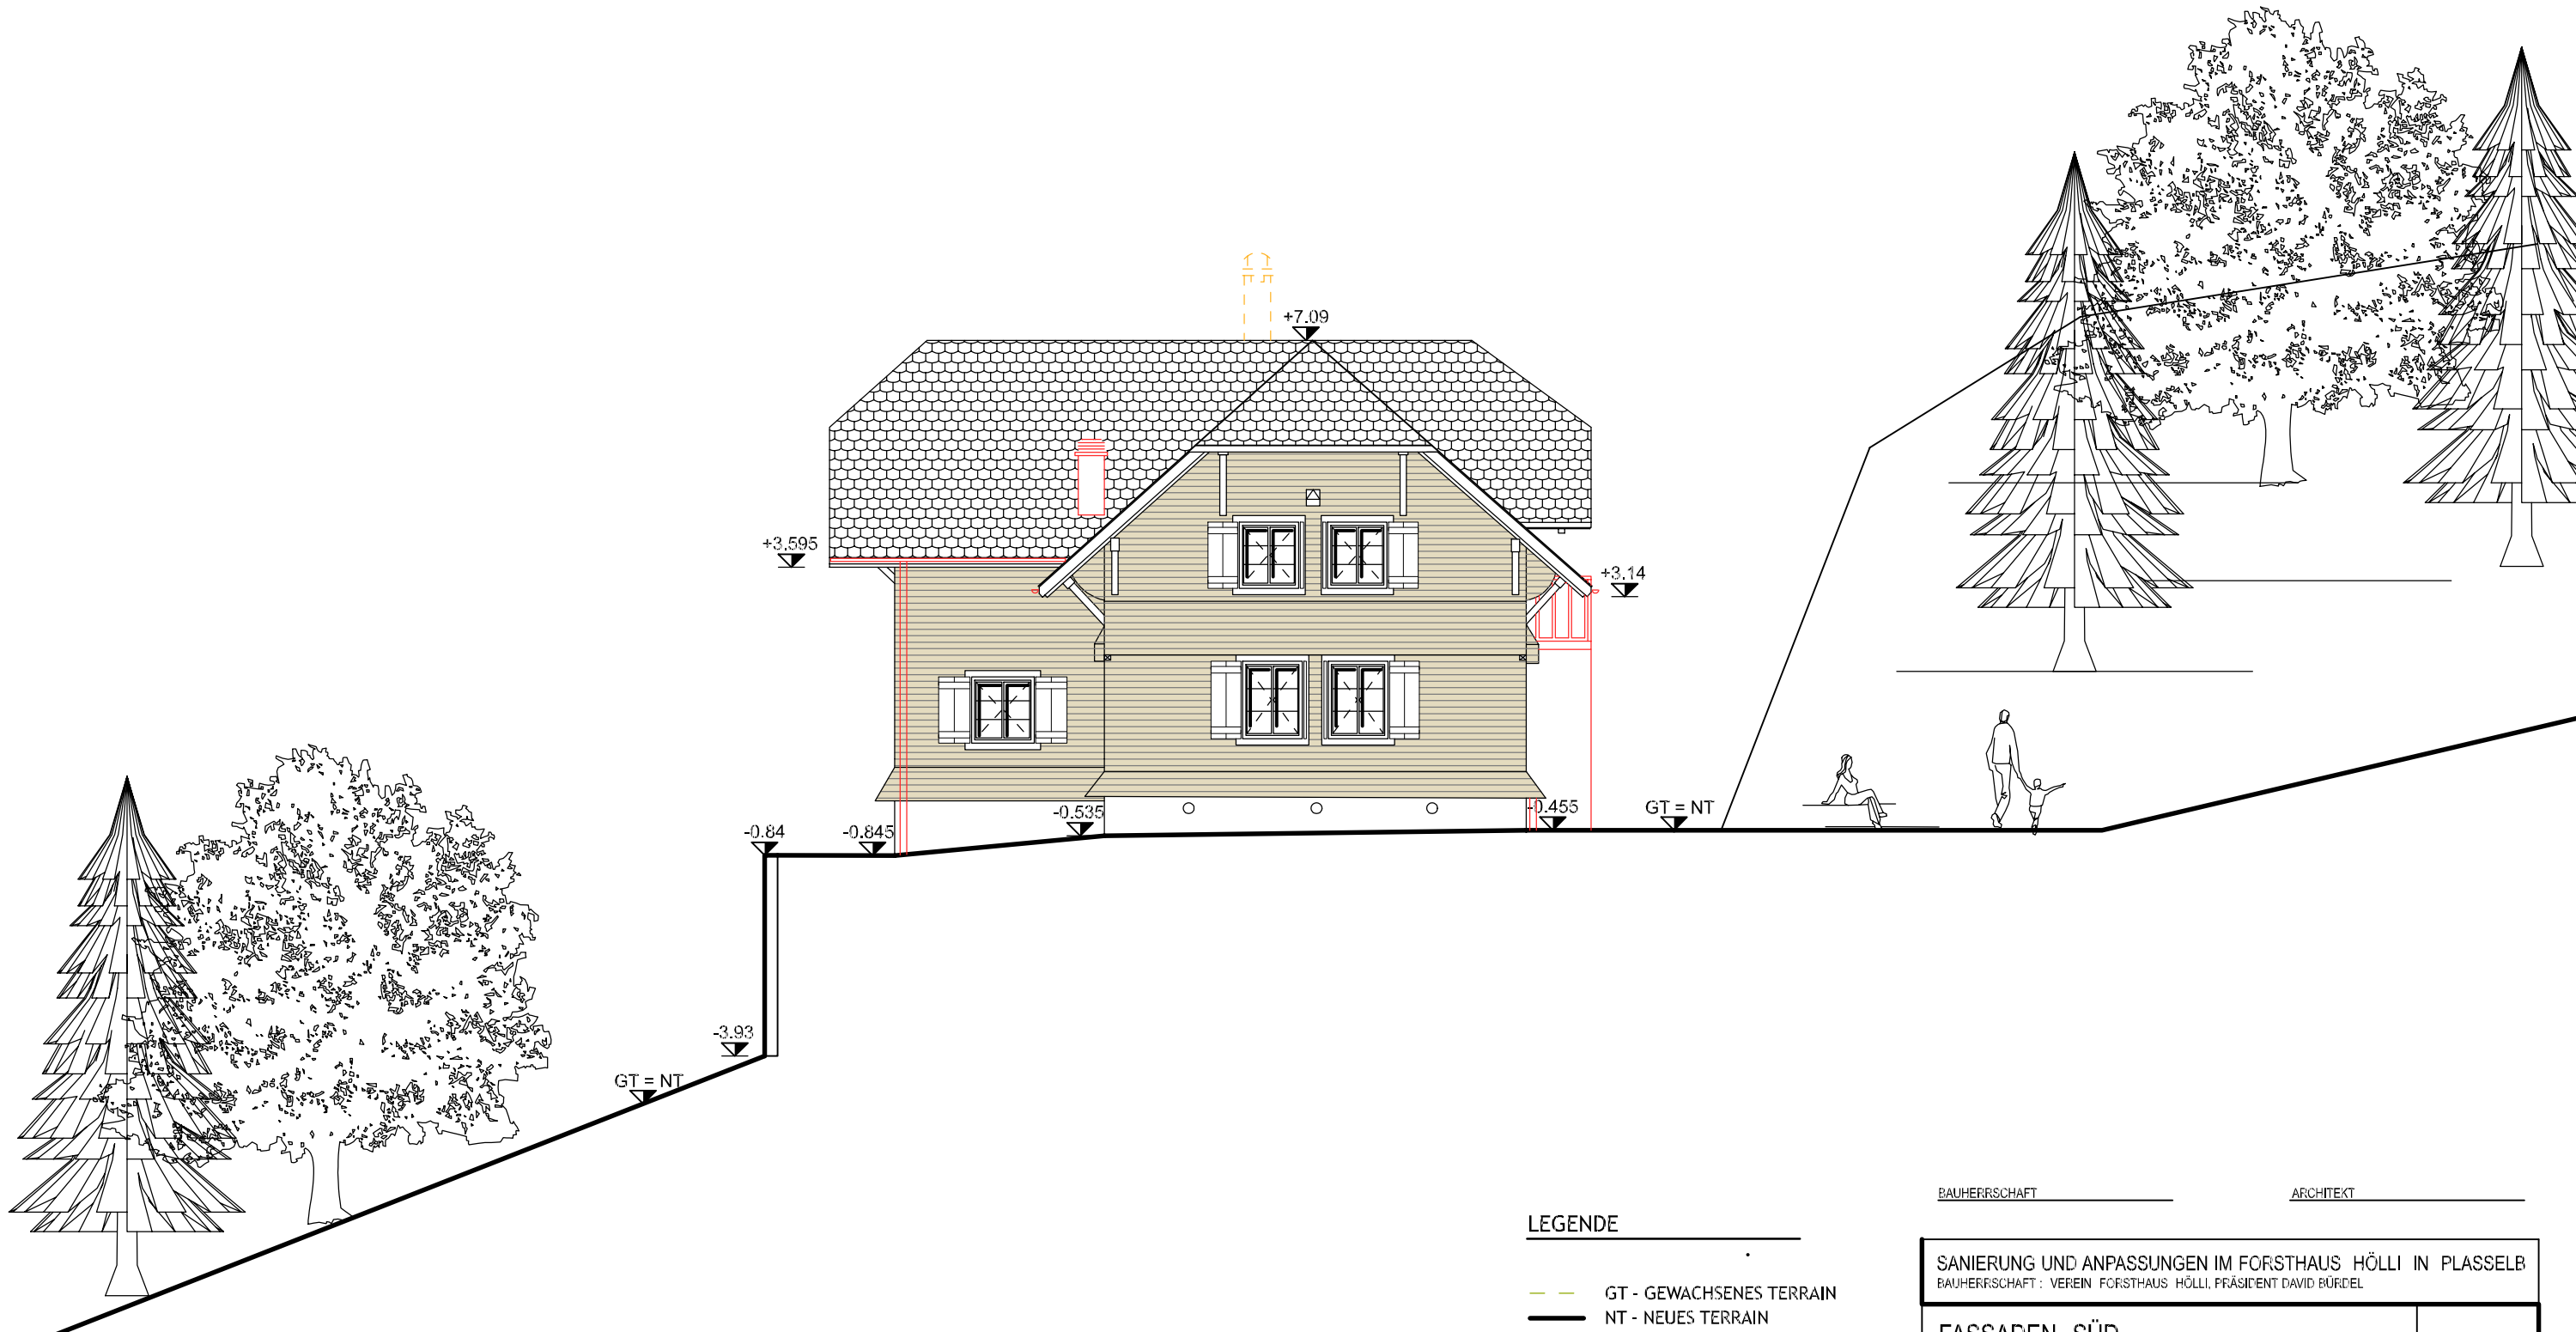 +7.09
+3.595
+3.14
-0.535
-0.455
GT = NT
-0.84
-0.845
-3.93
GT = NT
BAUHERRSCHAFT
ARCHITEKT
LEGENDE
GT - GEWACHSENES TERRAIN
NT - NEUES TERRAIN
SANIERUNG UND ANPASSUNGEN IM FORSTHAUS HÖLLI IN PLASSELB
BAUHERRSCHAFT : VEREIN FORSTHAUS HÖLLI, PRÄSIDENT DAVID BÜRDEL
FASSADEN SÜD